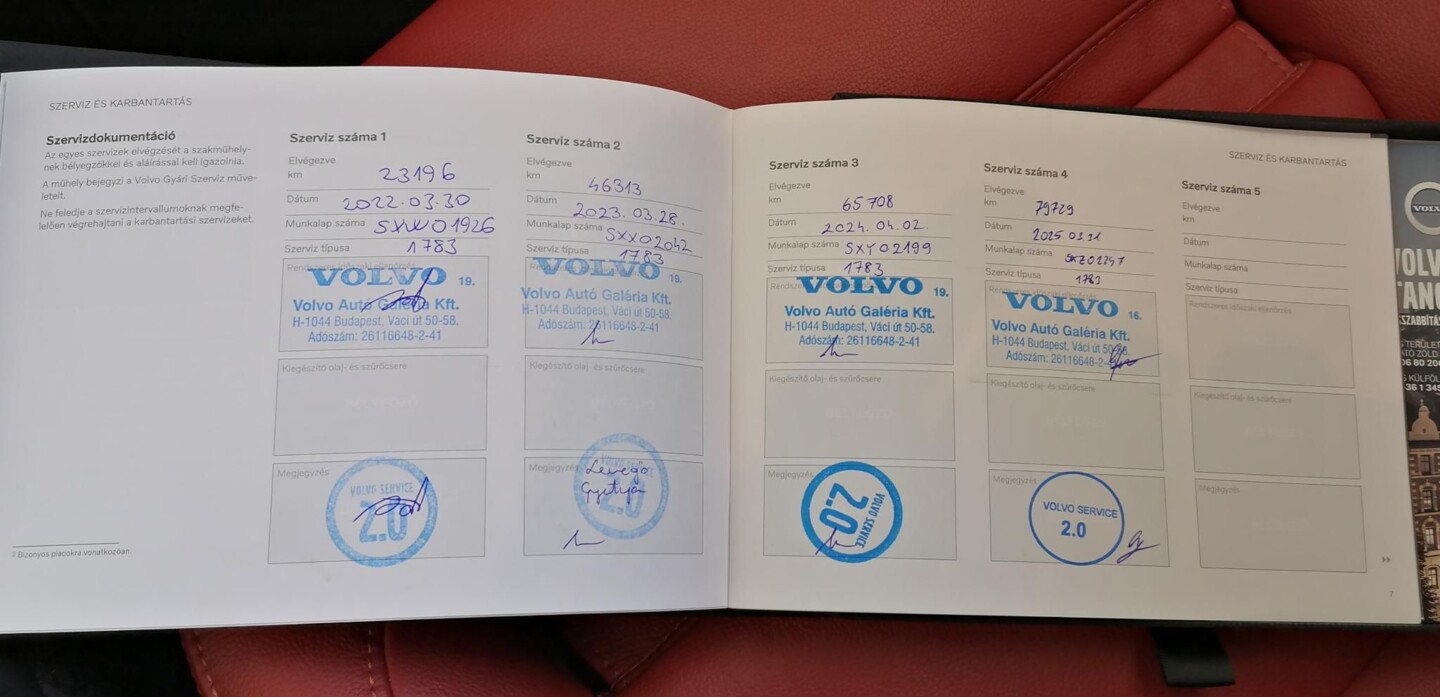 SZERVIZ ÉS KARBANTARTÁS
Szervizdokumentáció
Az egyes szervizek elvégzését a szakműhely-
nek bélyegzőkkel és aláírással kell igazolnia.
A műhely bejegyzi a Volvo Gyári Szerviz műve-
leteit.
Ne feledje a szervizintervallumoknak megfe-
lelően végrehajtani a karbantartási szervizeket.
Bizonyos piacokra vonatkozóan.
Szerviz száma 1
Elvégezve
km 23196
Dátum 2022.03.30
Munkalap száma SXW01926
Szerviz típusa 1783
Rendszeres időszaki ellenőrzés
VOLVO 19.
Volvo Autó Galéria Kft.
H-1044 Budapest, Váci út 50-58.
Adószám: 26116648-2-41
Kiegészítő olaj- és szűrőcsere
Megjegyzés
VOLVO SERVICE
2.0
Szerviz száma 2
Elvégezve
km 46313
Dátum 2023.03.28.
Munkalap száma SXX02042
Szerviz típusa 1783
VOLVO 19.
Volvo Autó Galéria Kft.
H-1044 Budapest, Váci út 50-58.
Adószám: 26116648-2-41
Kiegészítő olaj- és szűrőcsere
Megjegyzés
2.0
SZERVIZ ÉS KARBANTARTÁS
Szerviz száma 3
Elvégezve
km 65708
Dátum 2024.04.02.
Munkalap száma SXY02199
Szerviz típusa 1783
VOLVO 19.
Volvo Autó Galéria Kft.
H-1044 Budapest, Váci út 50-58.
Adószám: 26116648-2-41
Kiegészítő olaj- és szűrőcsere
Megjegyzés
VOLVO SERVICE
2.0
Szerviz száma 4
Elvégezve
km 79729
Dátum 2025.03.31
Munkalap száma
Szerviz típusa 1783
VOLVO 16.
Volvo Autó Galéria Kft.
H-1044 Budapest, Váci út 50-58.
Adószám: 26116648-2-
Kiegészítő olaj- és szűrőcsere
Megjegyzés
VOLVO SERVICE
2.0
Szerviz száma 5
Elvégezve
km
Dátum
Munkalap száma
Szerviz típusa
Rendszeres időszaki ellenőrzés
Kiegészítő olaj- és szűrőcsere
Megjegyzés
7